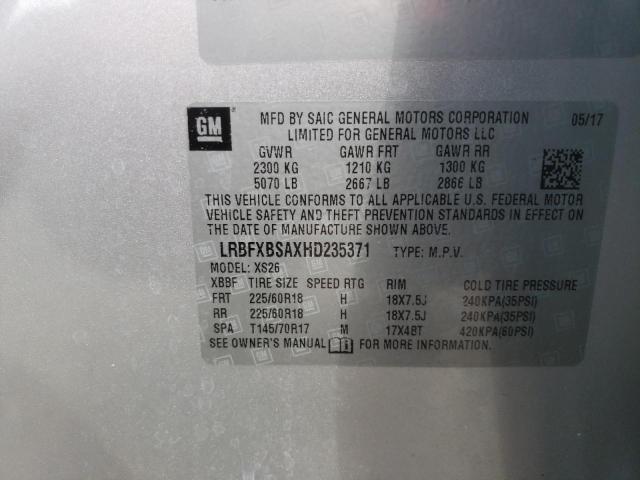 GM
MFD BY SAIC GENERAL MOTORS CORPORATION 05/17
LIMITED FOR GENERAL MOTORS LLC
GVWR GAWR FRT GAWR RR
2300 KG 1210 KG 1300 KG
5070 LB 2667 LB 2866 LB
THIS VEHICLE CONFORMS TO ALL APPLICABLE U.S. FEDERAL MOTOR
VEHICLE SAFETY AND THEFT PREVENTION STANDARDS IN EFFECT ON
THE DATE OF MANUFACTURE SHOWN ABOVE.
LRBFXBSAXHD235371 TYPE: M.P.V.
MODEL: XS26
XBBF TIRE SIZE SPEED RTG RIM COLD TIRE PRESSURE
FRT 225/60R18 H 18X7.5J 240KPA(35PSI)
RR 225/60R18 H 18X7.5J 240KPA(35PSI)
SPA T145/70R17 M 17X4BT 420KPA(60PSI)
SEE OWNER'S MANUAL FOR MORE INFORMATION.